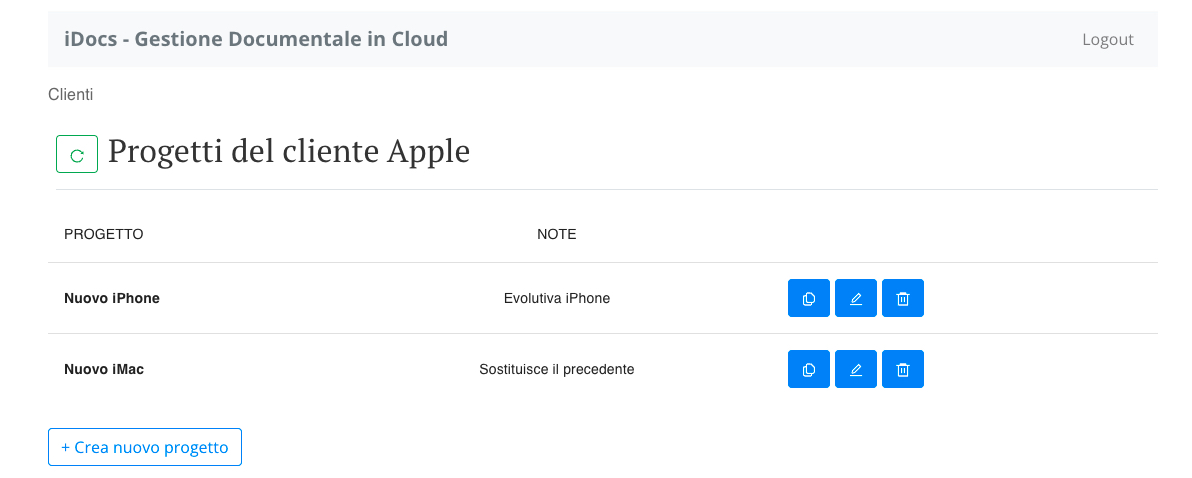 iDocs - Gestione Documentale in Cloud
Logout
Clienti
Progetti del cliente Apple
PROGETTO NOTE
Nuovo iPhone Evolutiva iPhone
Nuovo iMac Sostituisce il precedente
+ Crea nuovo progetto